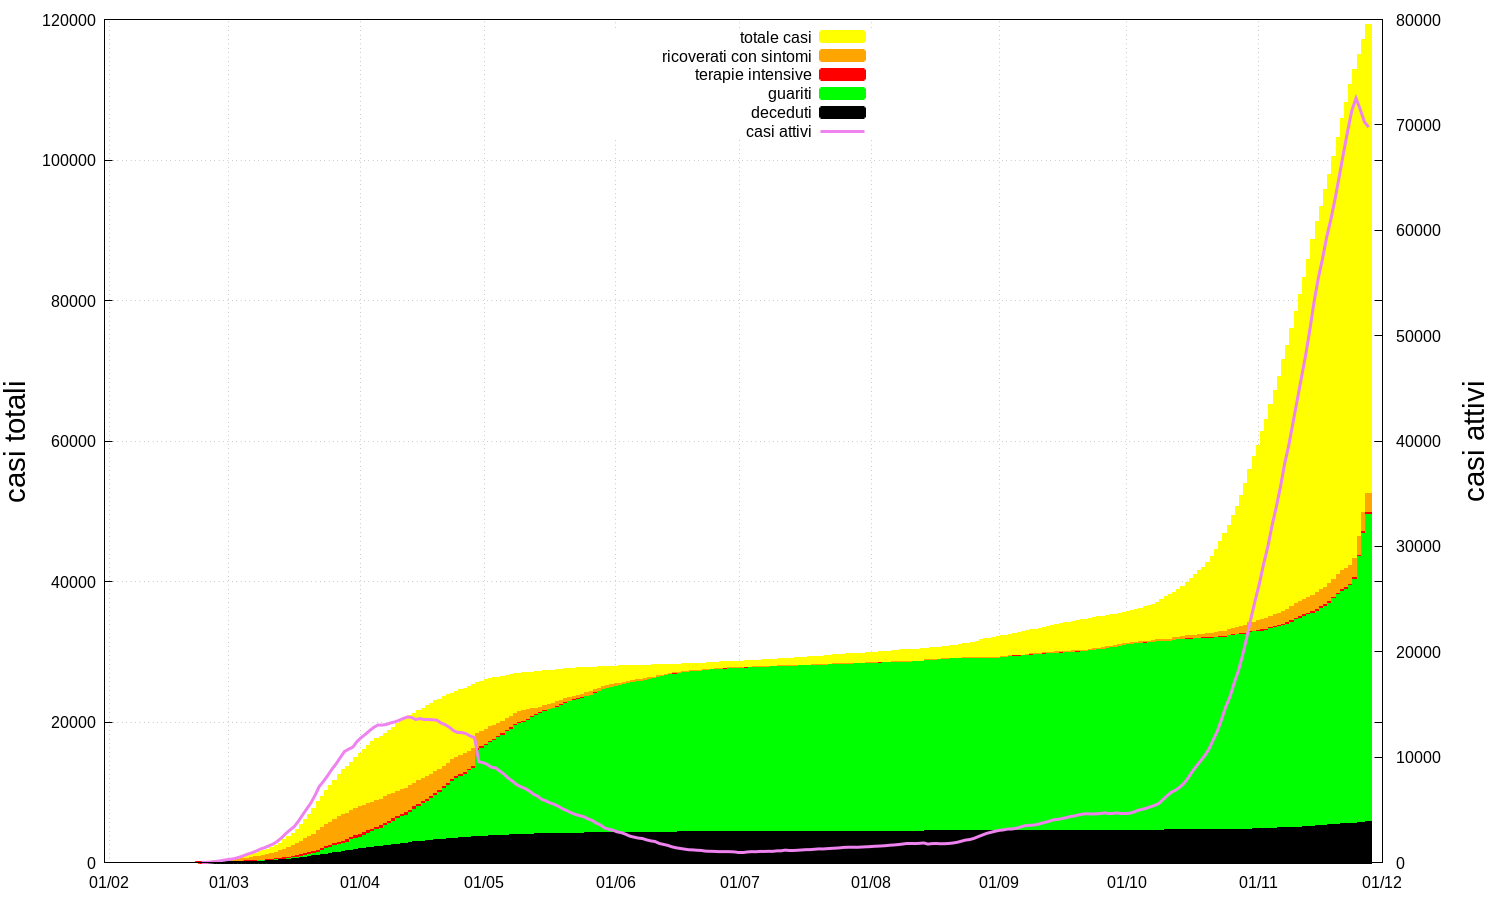 120000
100000
80000
60000
40000
20000
0
casi totali
totale casi
ricoverati con sintomi
terapie intensive
guariti
deceduti
casi attivi
80000
70000
60000
50000
40000
30000
20000
10000
0
casi attivi
01/02 01/03 01/04 01/05 01/06 01/07 01/08 01/09 01/10 01/11 01/12